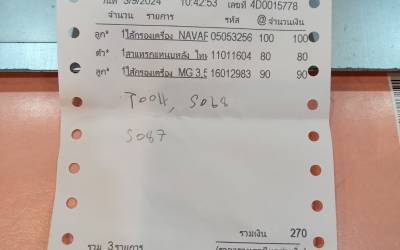 วันที่ 3/9/2024 10:42:53 เลขที่ 4D0015778
จำนวน รายการ รหัส @ จำนวนเงิน
ลูก* 1 ไส้กรองเครื่อง NAVAF 05053256 100 100
ตัว* 1 สาแหรกแหนบหลัง ไท 11011604 80 80
ลูก* 1 ไส้กรองเครื่อง MG 3,5 16012983 90 90
T004, S068
S087
รวมเงิน 270
รวม 3 รายการ